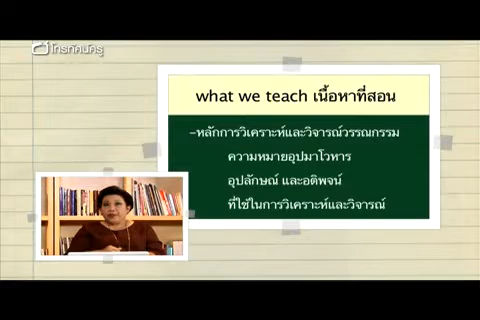 โทรทัศน์ครู
what we teach เนื้อหาที่สอน
-หลักการวิเคราะห์และวิจารณ์วรรณกรรม
ความหมายอุปมาโวหาร
อุปลักษณ์ และอติพจน์
ที่ใช้ในการวิเคราะห์และวิจารณ์